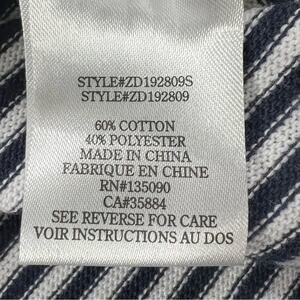 STYLE#ZD192809S
STYLE#ZD192809
60% COTTON
40% POLYESTER
MADE IN CHINA
FABRIQUE EN CHINE
RN#135090
CA#35884
SEE REVERSE FOR CARE
VOIR INSTRUCTIONS AU DOS